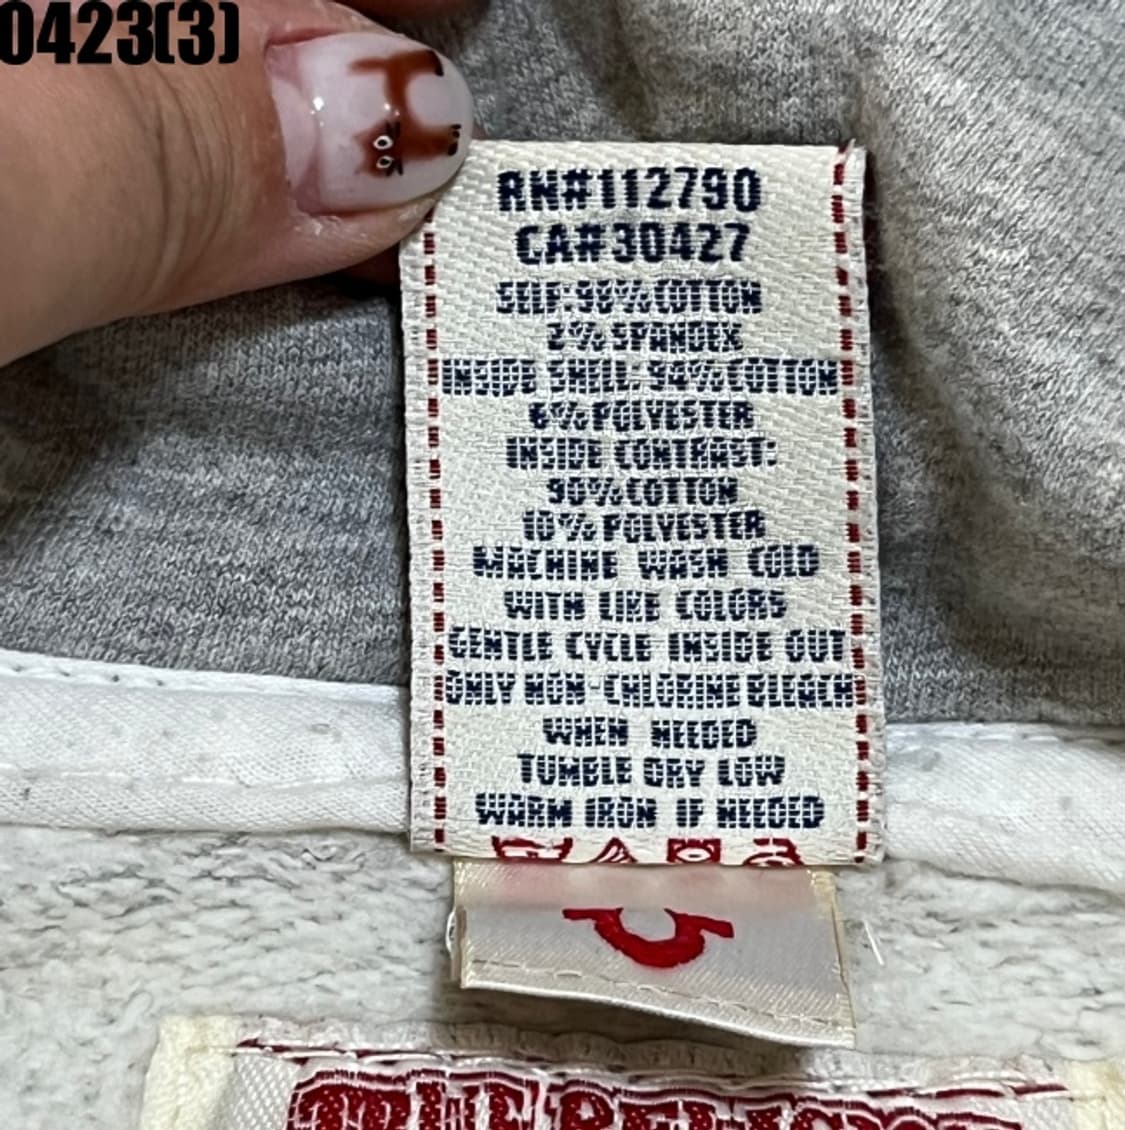 0423(3)
RN#112790
CA#30427
SELF: 98% COTTON
2% SPANDEX
INSIDE SHELL: 94% COTTON
6% POLYESTER
INSIDE CONTRAST:
90% COTTON
10% POLYESTER
MACHINE WASH COLD
WITH LIKE COLORS
GENTLE CYCLE INSIDE OUT
ONLY NON-CHLORINE BLEACH
WHEN NEEDED
TUMBLE DRY LOW
WARM IRON IF NEEDED
TRUE RELIGION